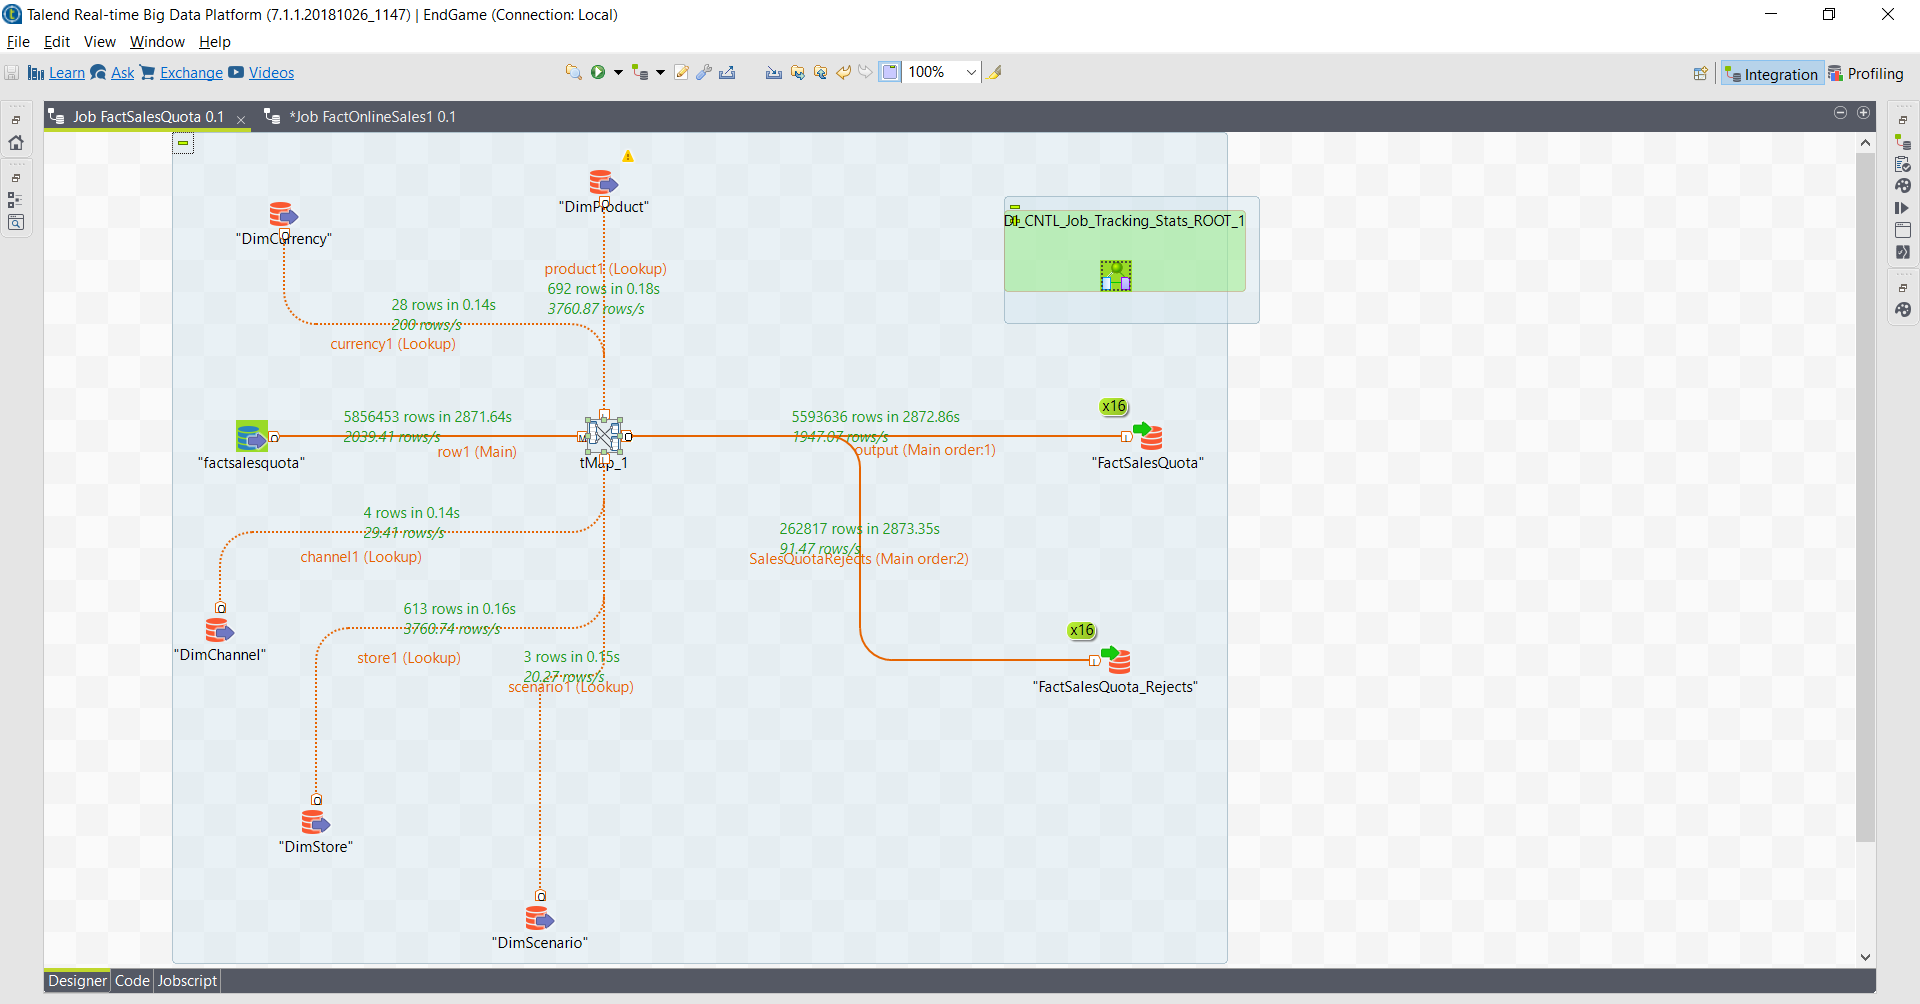 Talend Real-time Big Data Platform (7.1.1.20181026_1147) | EndGame (Connection: Local)
File Edit View Window Help
Learn Ask Exchange Videos
100%
Integration Profiling
Job FactSalesQuota 0.1 *Job FactOnlineSales1 0.1
"DimProduct"
"DimCurrency"
DI_CNTL_Job_Tracking_Stats_ROOT_1
product1 (Lookup)
692 rows in 0.18s
3760.87 rows/s
28 rows in 0.14s
200 rows/s
currency1 (Lookup)
x16
5856453 rows in 2871.64s
2039.41 rows/s
row1 (Main)
5593636 rows in 2872.86s
1947.07 rows/s
output (Main order:1)
"factsalesquota"
tMap_1
"FactSalesQuota"
4 rows in 0.14s
29.41 rows/s
channel1 (Lookup)
262817 rows in 2873.35s
91.47 rows/s
SalesQuotaRejects (Main order:2)
613 rows in 0.16s
3760.74 rows/s
store1 (Lookup)
"DimChannel"
3 rows in 0.15s
20.27 rows/s
scenario1 (Lookup)
x16
"FactSalesQuota_Rejects"
"DimStore"
"DimScenario"
Designer Code Jobscript